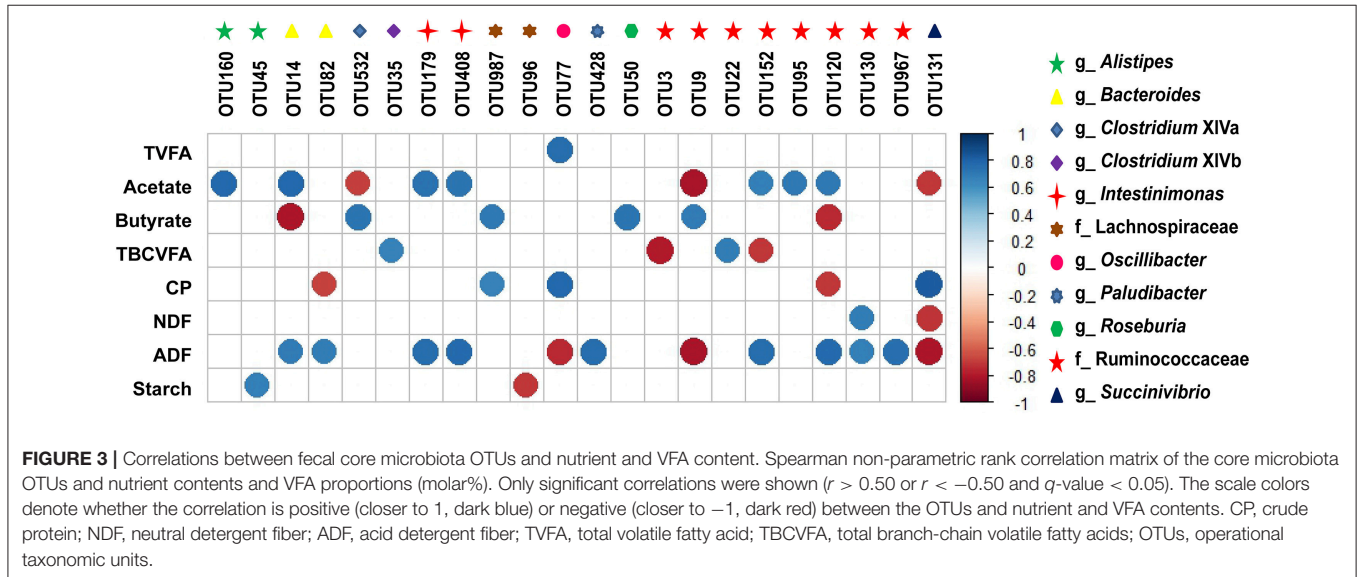 OTU160 OTU45 OTU14 OTU82 OTU532 OTU35 OTU179 OTU408 OTU987 OTU96 OTU77 OTU428 OTU50 OTU3 OTU9 OTU22 OTU152 OTU95 OTU120 OTU130 OTU967 OTU131
TVFA
Acetate
Butyrate
TBCVFA
CP
NDF
ADF
Starch
1
0.8
0.6
0.4
0.2
0
-0.2
-0.4
-0.6
-0.8
-1
g_ Alistipes
g_ Bacteroides
g_ Clostridium XIVa
g_ Clostridium XIVb
g_ Intestinimonas
f_ Lachnospiraceae
g_ Oscillibacter
g_ Paludibacter
g_ Roseburia
f_ Ruminococcaceae
g_ Succinivibrio
FIGURE 3 | Correlations between fecal core microbiota OTUs and nutrient and VFA content. Spearman non-parametric rank correlation matrix of the core microbiota
OTUs and nutrient contents and VFA proportions (molar%). Only significant correlations were shown (r > 0.50 or r < −0.50 and q-value < 0.05). The scale colors
denote whether the correlation is positive (closer to 1, dark blue) or negative (closer to −1, dark red) between the OTUs and nutrient and VFA contents. CP, crude
protein; NDF, neutral detergent fiber; ADF, acid detergent fiber; TVFA, total volatile fatty acid; TBCVFA, total branch-chain volatile fatty acids; OTUs, operational
taxonomic units.